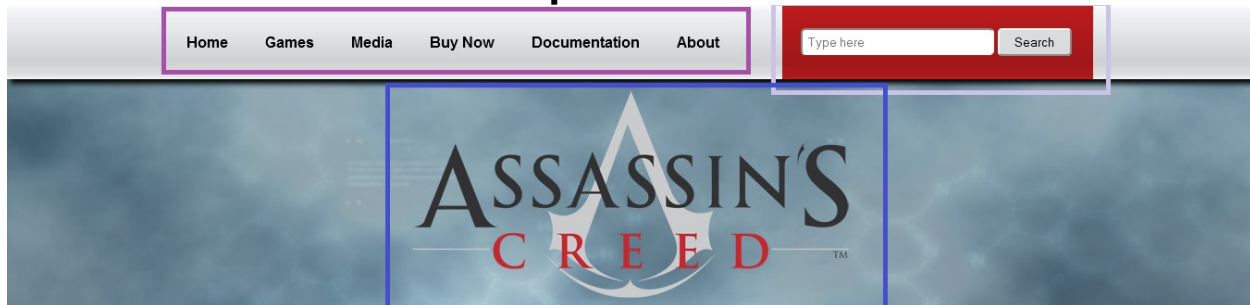 Home Games Media Buy Now Documentation About
Type here Search
ASSASSIN'S
CREED TM